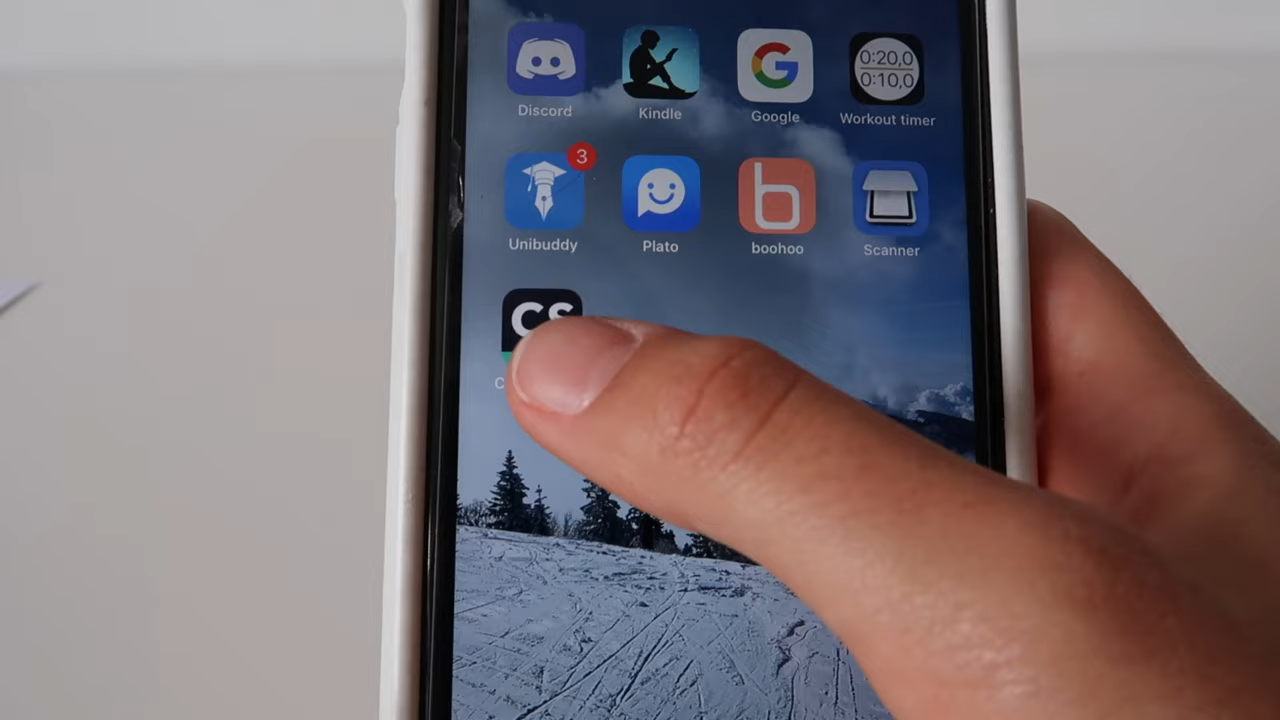 G
0:20,0
0:10,0
Discord
Kindle
Google
Workout timer
3
b
Unibuddy
Plato
boohoo
Scanner
CS
C